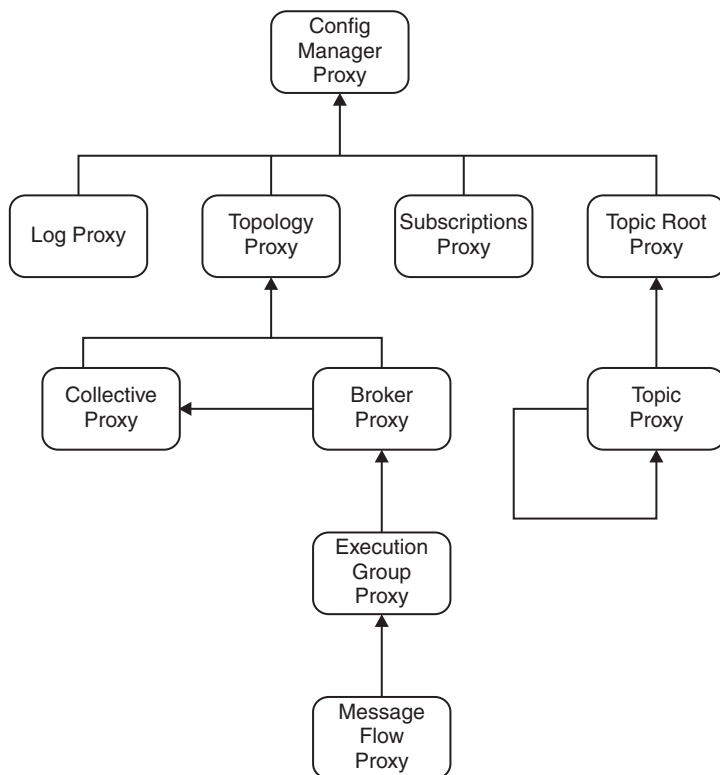 Config
Manager
Proxy
Log Proxy
Topology
Proxy
Subscriptions
Proxy
Topic Root
Proxy
Collective
Proxy
Broker
Proxy
Topic
Proxy
Execution
Group
Proxy
Message
Flow
Proxy